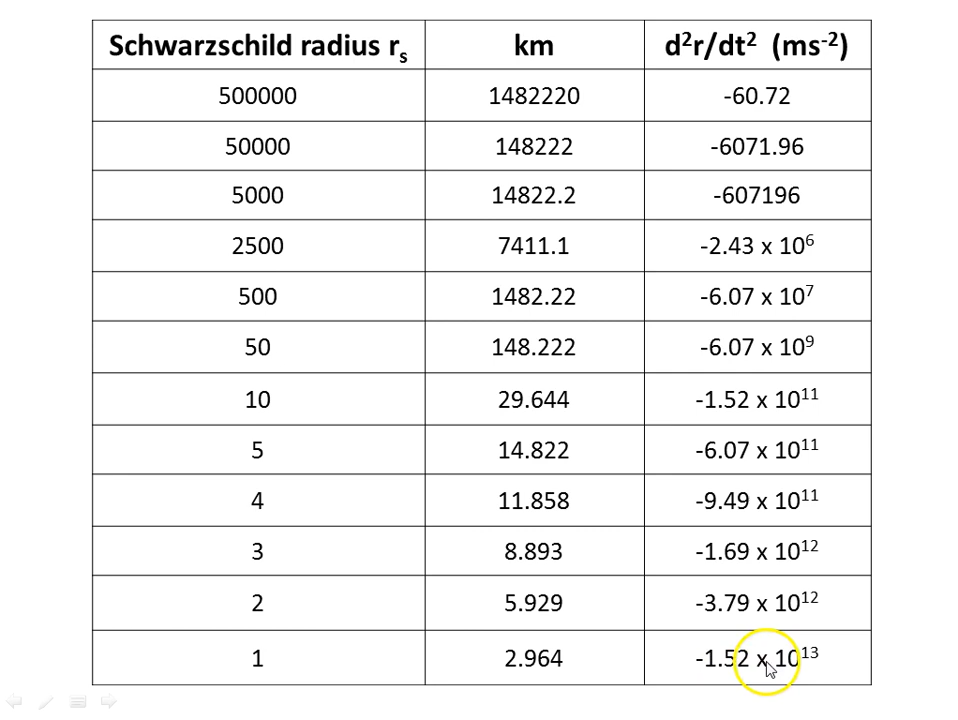 Schwarzschild radius rₛ km d²r/dt² (ms⁻²)
500000 1482220 -60.72
50000 148222 -6071.96
5000 14822.2 -607196
2500 7411.1 -2.43 x 10⁶
500 1482.22 -6.07 x 10⁷
50 148.222 -6.07 x 10⁹
10 29.644 -1.52 x 10¹¹
5 14.822 -6.07 x 10¹¹
4 11.858 -9.49 x 10¹¹
3 8.893 -1.69 x 10¹²
2 5.929 -3.79 x 10¹²
1 2.964 -1.52 x 10¹³